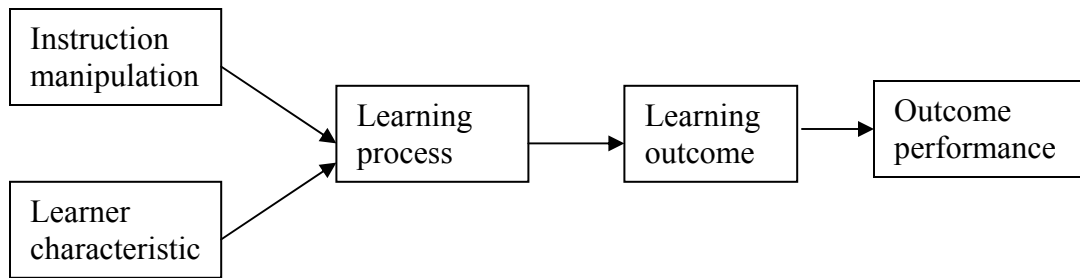 Instruction
manipulation
Learner
characteristic
Learning
process
Learning
outcome
Outcome
performance